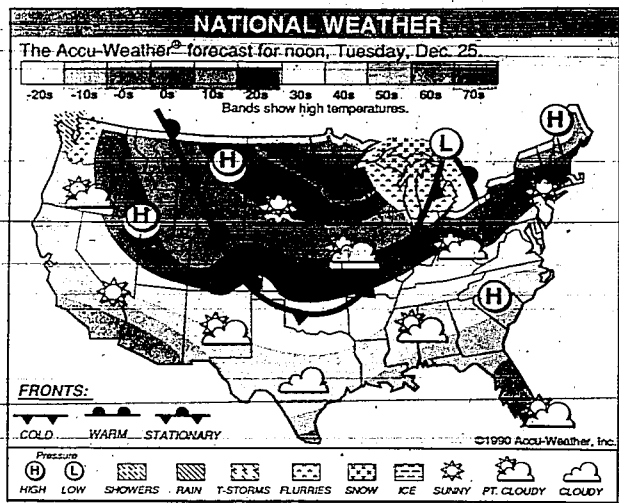 NATIONAL WEATHER
The Accu-Weather® forecast for noon, Tuesday, Dec. 25.
-20s -10s -0s 0s 10s 20s 30s 40s 50s 60s 70s
Bands show high temperatures.
H
H
L
H
H
H
FRONTS:
COLD WARM STATIONARY
©1990 Accu-Weather, Inc.
Pressure
H L
HIGH LOW SHOWERS RAIN T-STORMS FLURRIES SNOW ICE SUNNY PT. CLOUDY CLOUDY